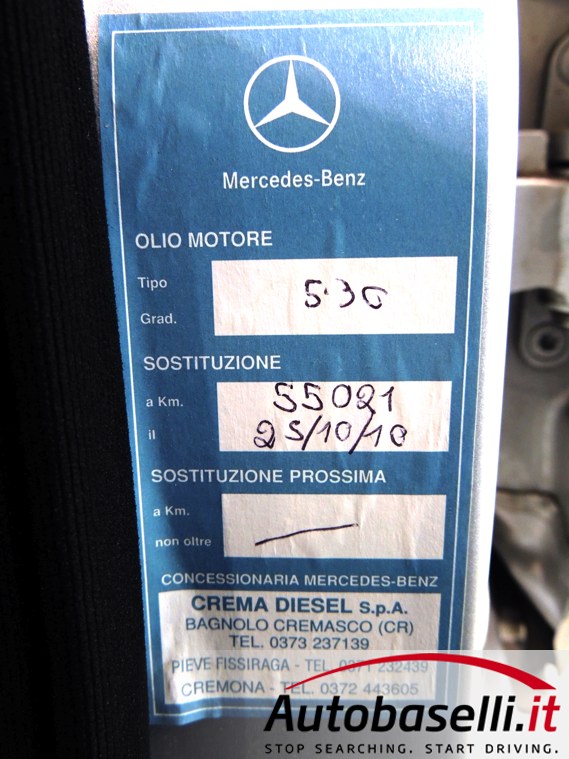 Mercedes-Benz
OLIO MOTORE
Tipo
Grad.
5.30
SOSTITUZIONE
a Km.
55021
il
25/10/10
SOSTITUZIONE PROSSIMA
a Km.
non oltre
CONCESSIONARIA MERCEDES-BENZ
CREMA DIESEL S.p.A.
BAGNOLO CREMASCO (CR)
TEL. 0373 237139
PIEVE FISSIRAGA - TEL. 0371 232439
CREMONA - TEL. 0372 443605
Autobaselli.it
STOP SEARCHING. START DRIVING.